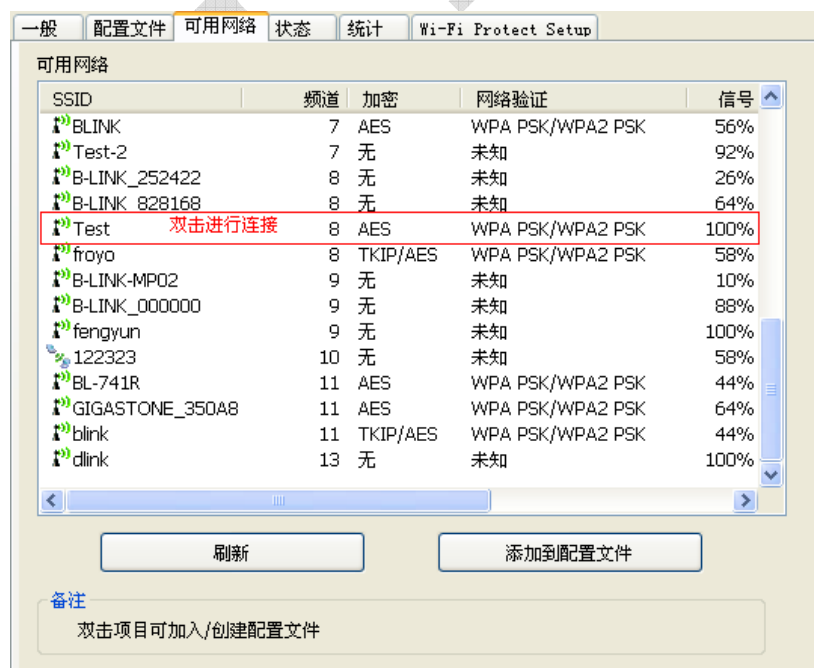 一般 配置文件 可用网络 状态 统计 Wi-Fi Protect Setup
可用网络
SSID 频道 加密 网络验证 信号
BLINK 7 AES WPA PSK/WPA2 PSK 56%
Test-2 7 无 未知 92%
B-LINK_252422 8 无 未知 26%
B-LINK_828168 8 无 未知 64%
Test 双击进行连接 8 AES WPA PSK/WPA2 PSK 100%
froyo 8 TKIP/AES WPA PSK/WPA2 PSK 58%
B-LINK-MP02 9 无 未知 10%
B-LINK_000000 9 无 未知 88%
fengyun 9 无 未知 100%
122323 10 无 未知 58%
BL-741R 11 AES WPA PSK/WPA2 PSK 44%
GIGASTONE_350A8 11 AES WPA PSK/WPA2 PSK 64%
blink 11 TKIP/AES WPA PSK/WPA2 PSK 44%
dlink 13 无 未知 100%
刷新 添加到配置文件
备注
双击项目可加入/创建配置文件